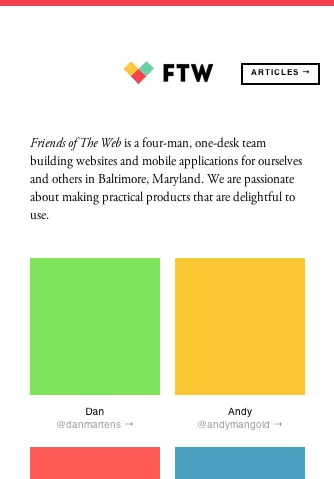 FTW
ARTICLES →
Friends of The Web is a four-man, one-desk team
building websites and mobile applications for ourselves
and others in Baltimore, Maryland. We are passionate
about making practical products that are delightful to
use.
Dan
@danmartens →
Andy
@andymangold →